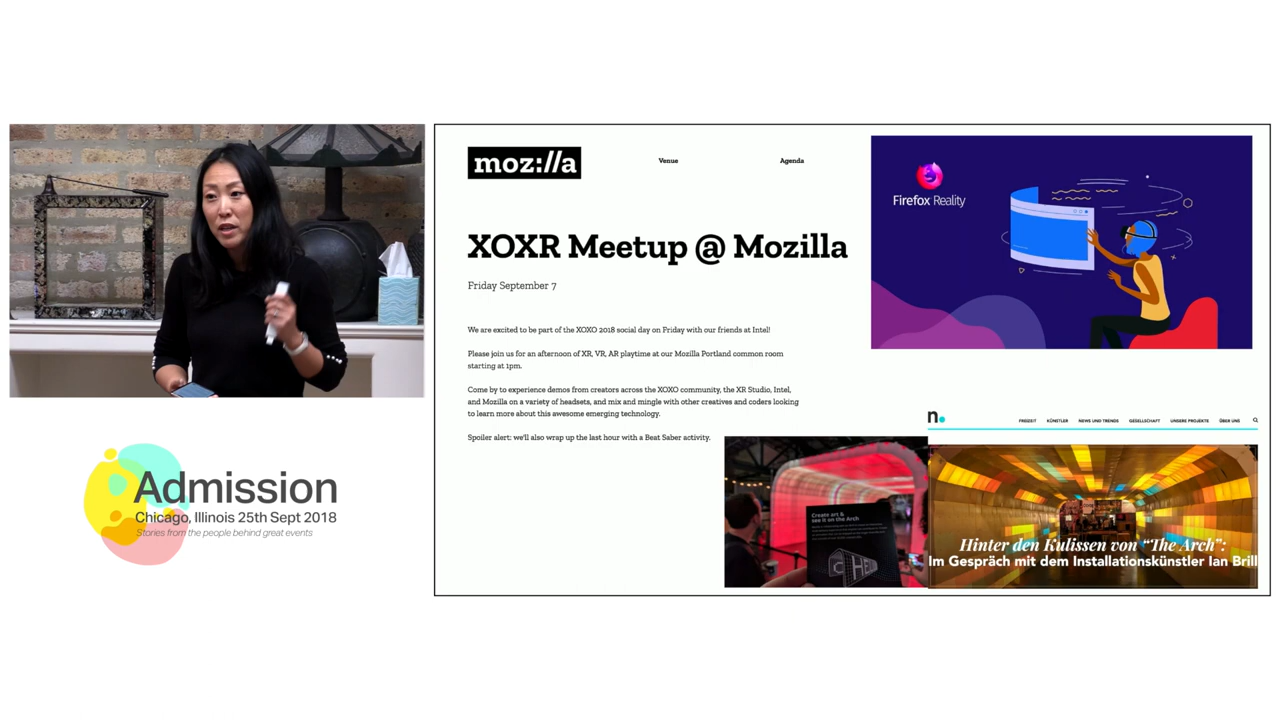 moz://a
Venue
Agenda
XOXR Meetup @ Mozilla
Friday September 7
We are excited to be part of the XOXO 2018 social day on Friday with our friends at Intel!
Please join us for an afternoon of XR, VR, AR playtime at our Mozilla Portland common room
starting at 1pm.
Come by to experience demos from creators across the XOXO community, the XR Studio, Intel,
and Mozilla on a variety of headsets, and mix and mingle with other creatives and coders looking
to learn more about this awesome emerging technology.
Spoiler alert: we'll also wrap up the last hour with a Beat Saber activity.
Firefox Reality
n.
FREIZEIT KÜNSTLER NEWS UND TRENDS GESELLSCHAFT UNSERE PROJEKTE ÜBER UNS
Create art &
see it on the Arch
Hinter den Kulissen von “The Arch”:
Im Gespräch mit dem Installationskünstler Ian Brill
Admission
Chicago, Illinois 25th Sept 2018
Stories from the people behind great events